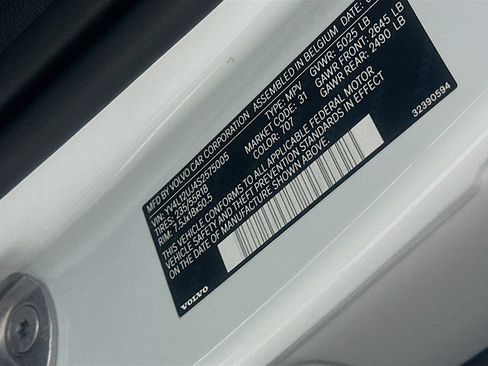 MFD BY VOLVO CAR CORPORATION ASSEMBLED IN BELGIUM DATE:
VIN: TYPE: MPV GVWR: 5025 LB
TIRES: 235/55R18 MARKET CODE: 31 GAWR FRONT: 2645 LB
RIM: 7.5Jx18x50.5 COLOR: 707 GAWR REAR: 2490 LB
THIS VEHICLE CONFORMS TO ALL APPLICABLE FEDERAL MOTOR
VEHICLE SAFETY AND THEFT PREVENTION STANDARDS IN EFFECT
ON THE DATE OF MANUFACTURE SHOWN ABOVE.
32390594
VOLVO